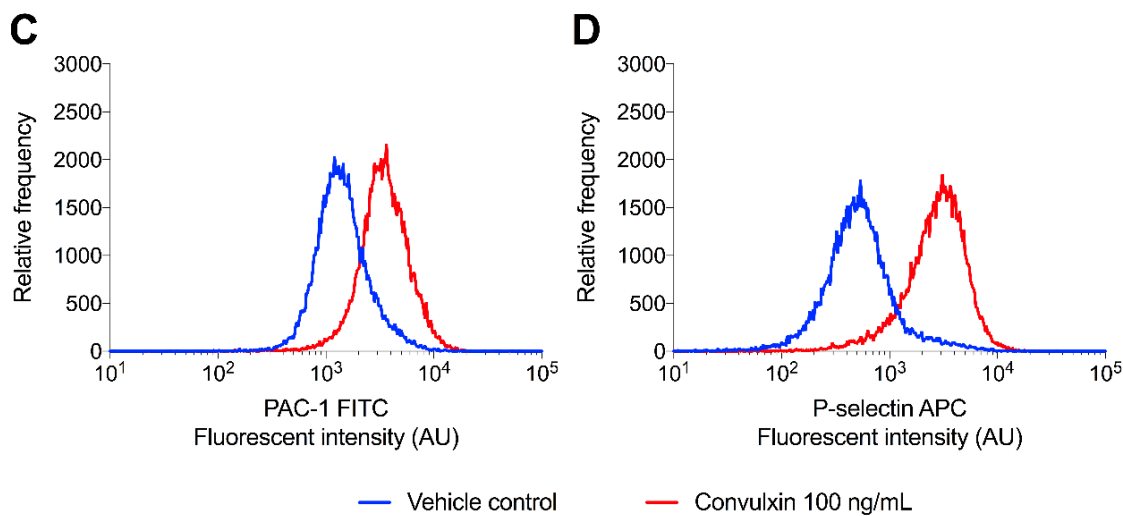 C
D
3000
2500
2000
1500
1000
500
0
Relative frequency
10¹ 10² 10³ 10⁴ 10⁵
PAC-1 FITC
Fluorescent intensity (AU)
3000
2500
2000
1500
1000
500
0
Relative frequency
10¹ 10² 10³ 10⁴ 10⁵
P-selectin APC
Fluorescent intensity (AU)
Vehicle control
Convulxin 100 ng/mL